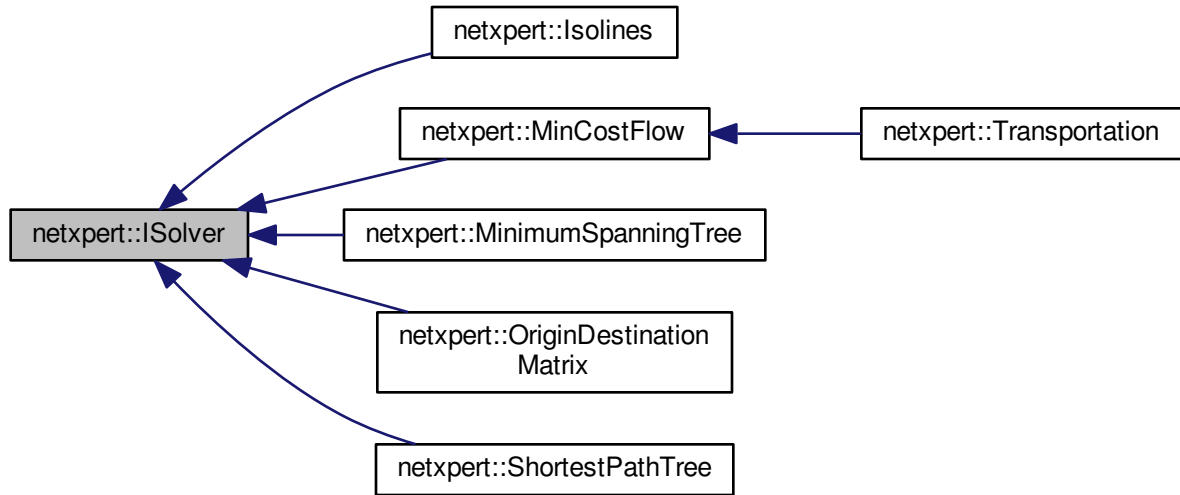 netxpert::Isolines
netxpert::MinCostFlow
netxpert::Transportation
netxpert::ISolver
netxpert::MinimumSpanningTree
netxpert::OriginDestination
Matrix
netxpert::ShortestPathTree